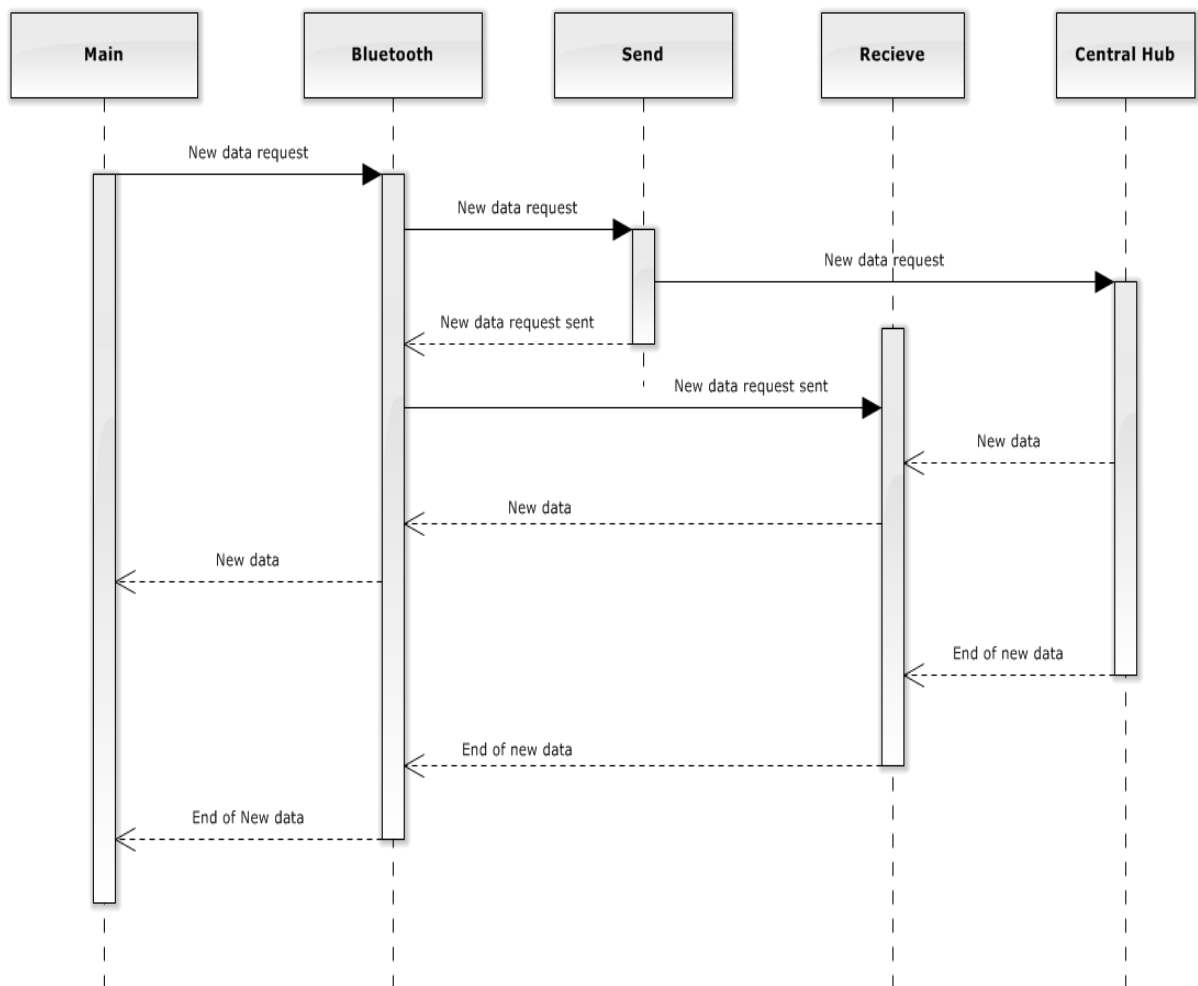 Main
Bluetooth
Send
Recieve
Central Hub
New data request
New data request
New data request
New data request sent
New data request sent
New data
New data
New data
End of new data
End of new data
End of New data